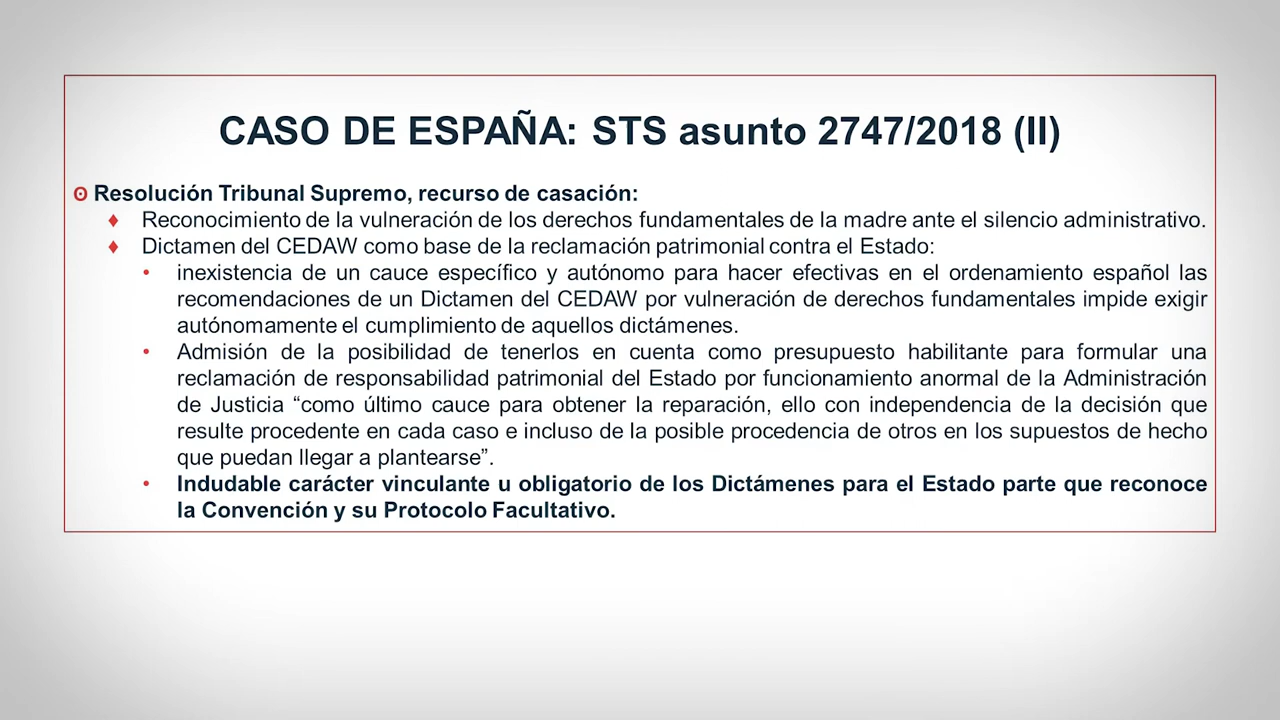 CASO DE ESPAÑA: STS asunto 2747/2018 (II)
ʘ Resolución Tribunal Supremo, recurso de casación:
♦ Reconocimiento de la vulneración de los derechos fundamentales de la madre ante el silencio administrativo.
♦ Dictamen del CEDAW como base de la reclamación patrimonial contra el Estado:
• inexistencia de un cauce específico y autónomo para hacer efectivas en el ordenamiento español las
recomendaciones de un Dictamen del CEDAW por vulneración de derechos fundamentales impide exigir
autónomamente el cumplimiento de aquellos dictámenes.
• Admisión de la posibilidad de tenerlos en cuenta como presupuesto habilitante para formular una
reclamación de responsabilidad patrimonial del Estado por funcionamiento anormal de la Administración
de Justicia “como último cauce para obtener la reparación, ello con independencia de la decisión que
resulte procedente en cada caso e incluso de la posible procedencia de otros en los supuestos de hecho
que puedan llegar a plantearse”.
• Indudable carácter vinculante u obligatorio de los Dictámenes para el Estado parte que reconoce
la Convención y su Protocolo Facultativo.